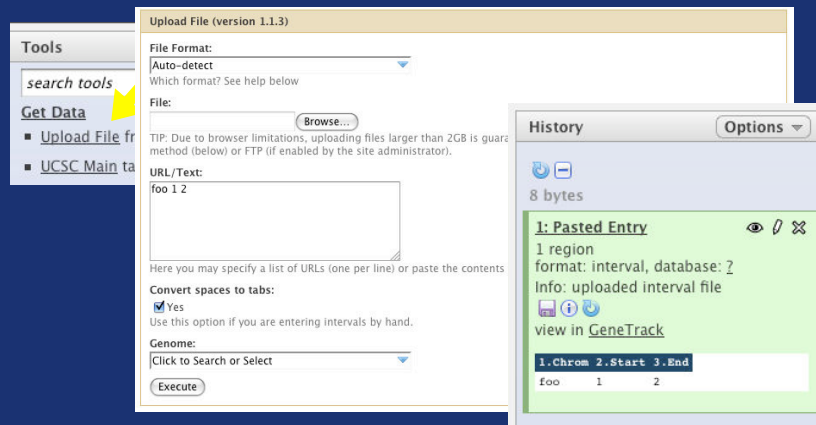 Tools
search tools
Get Data
Upload File fr
UCSC Main ta
Upload File (version 1.1.3)
File Format:
Auto-detect
Which format? See help below
File:
Browse...
TIP: Due to browser limitations, uploading files larger than 2GB is guara
method (below) or FTP (if enabled by the site administrator).
URL/Text:
foo 1 2
Here you may specify a list of URLs (one per line) or paste the contents
Convert spaces to tabs:
Yes
Use this option if you are entering intervals by hand.
Genome:
Click to Search or Select
Execute
History
Options
8 bytes
1: Pasted Entry
1 region
format: interval, database: ?
Info: uploaded interval file
view in GeneTrack
1.Chrom 2.Start 3.End
foo 1 2